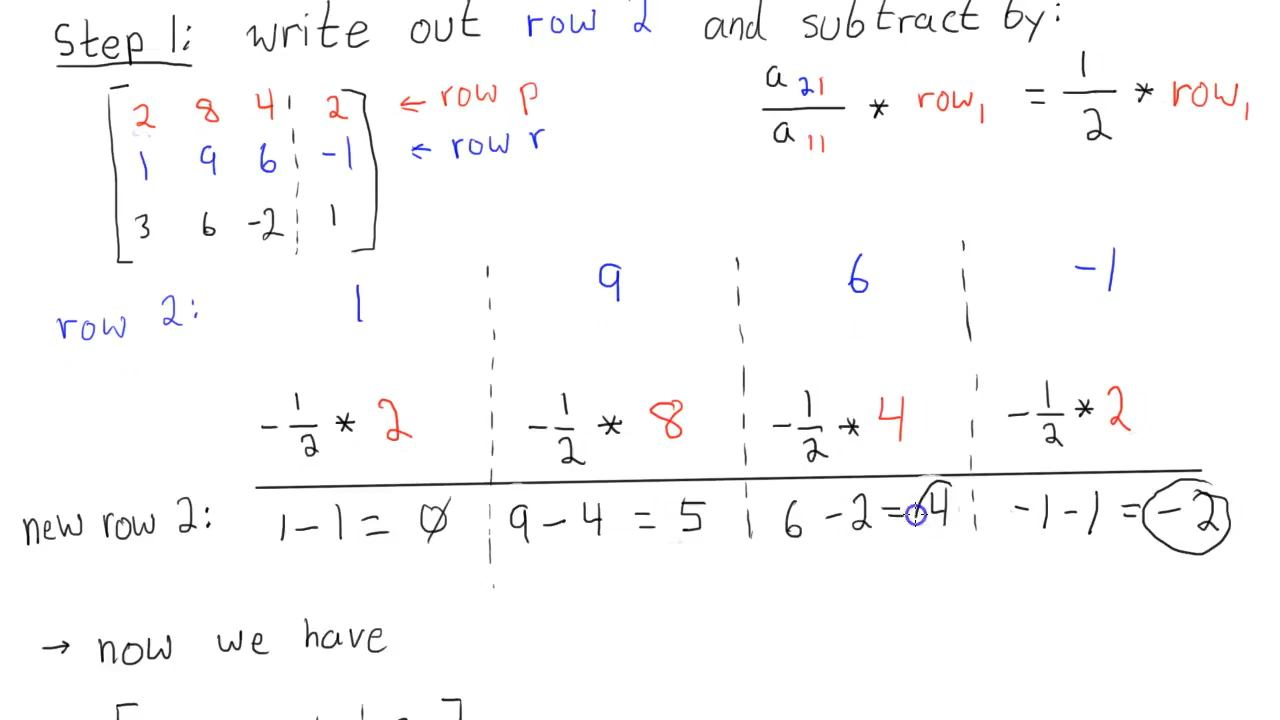 Step 1: write out row 2 and subtract by:
a21/a11 * row1 = 1/2 * row1
2 8 4 2 ← row p
1 9 6 -1 ← row r
3 6 -2 1
row 2: 1 9 6 -1
-1/2 * 2 -1/2 * 8 -1/2 * 4 -1/2 * 2
new row 2: 1-1=0 9-4=5 6-2=4 -1-1=-2
→ now we have